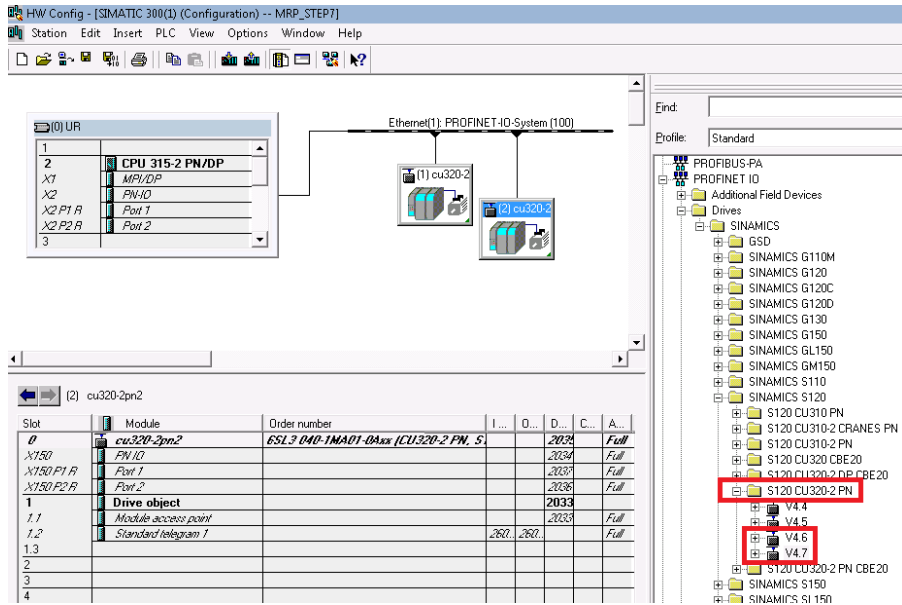 HW Config - [SIMATIC 300(1) (Configuration) -- MRP_STEP7]
Station Edit Insert PLC View Options Window Help
(0) UR
1
2 CPU 315-2 PN/DP
X1 MPI/DP
X2 PN-IO
X2 P1 R Port 1
X2 P2 R Port 2
3
Ethernet(1): PROFINET-IO-System (100)
(1) cu320-2
(2) cu320-2
Find:
Profile: Standard
PROFIBUS-PA
PROFINET IO
Additional Field Devices
Drives
SINAMICS
GSD
SINAMICS G110M
SINAMICS G120
SINAMICS G120C
SINAMICS G120D
SINAMICS G130
SINAMICS G150
SINAMICS GL150
SINAMICS GM150
SINAMICS S110
SINAMICS S120
S120 CU310 PN
S120 CU310-2 CRANES PN
S120 CU310-2 PN
S120 CU320 CBE20
S120 CU320-2 DP CBE20
S120 CU320-2 PN
V4.4
V4.5
V4.6
V4.7
S120 CU320-2 PN CBE20
SINAMICS S150
SINAMICS SL150
(2) cu320-2pn2
Slot Module Order number I ... O... D... C... A...
0 cu320-2pn2 6SL3 040-1MA01-0Axx (CU320-2 PN, S1 2035 Full
X150 PN-IO 2034 Full
X150 P1 R Port 1 2037 Full
X150 P2 R Port 2 2036 Full
1 Drive object 2033
1.1 Module access point 2033 Full
1.2 Standard telegram 1 260... 260... Full
1.3
2
3
4